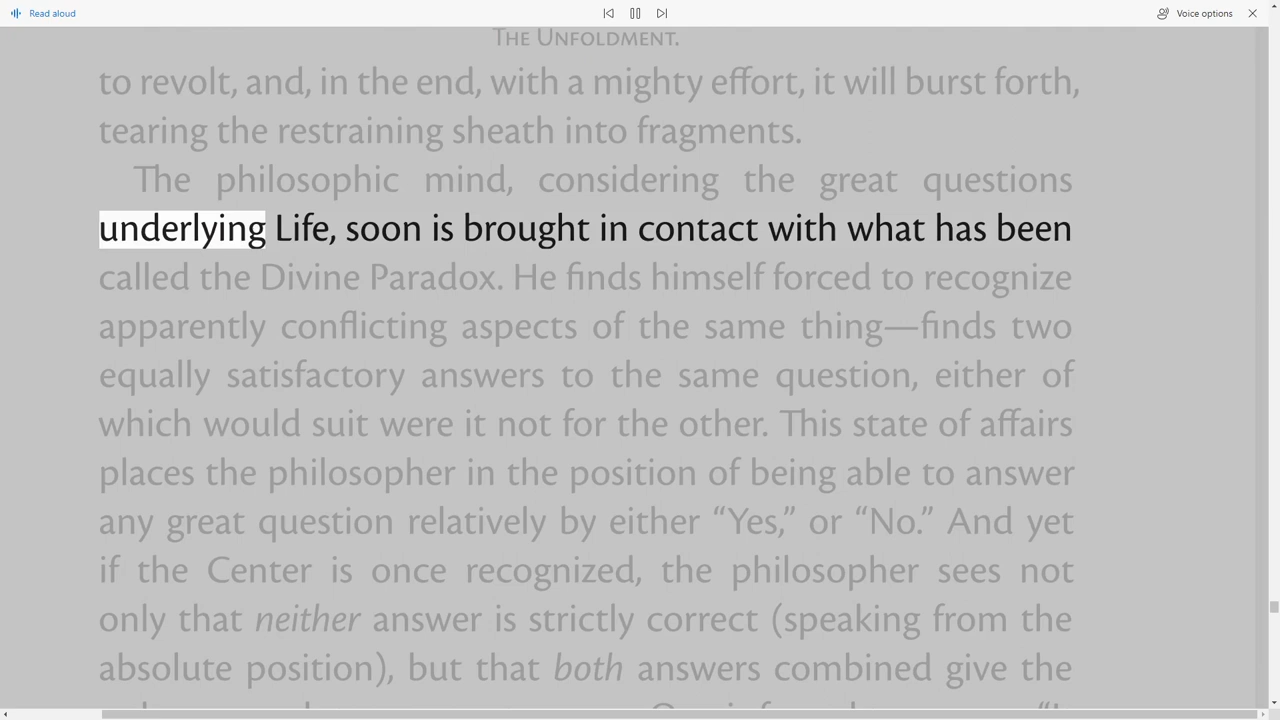 Read aloud
Voice options
The Unfoldment.
to revolt, and, in the end, with a mighty effort, it will burst forth,
tearing the restraining sheath into fragments.
The philosophic mind, considering the great questions
underlying Life, soon is brought in contact with what has been
called the Divine Paradox. He finds himself forced to recognize
apparently conflicting aspects of the same thing—finds two
equally satisfactory answers to the same question, either of
which would suit were it not for the other. This state of affairs
places the philosopher in the position of being able to answer
any great question relatively by either “Yes,” or “No.” And yet
if the Center is once recognized, the philosopher sees not
only that neither answer is strictly correct (speaking from the
absolute position), but that both answers combined give the